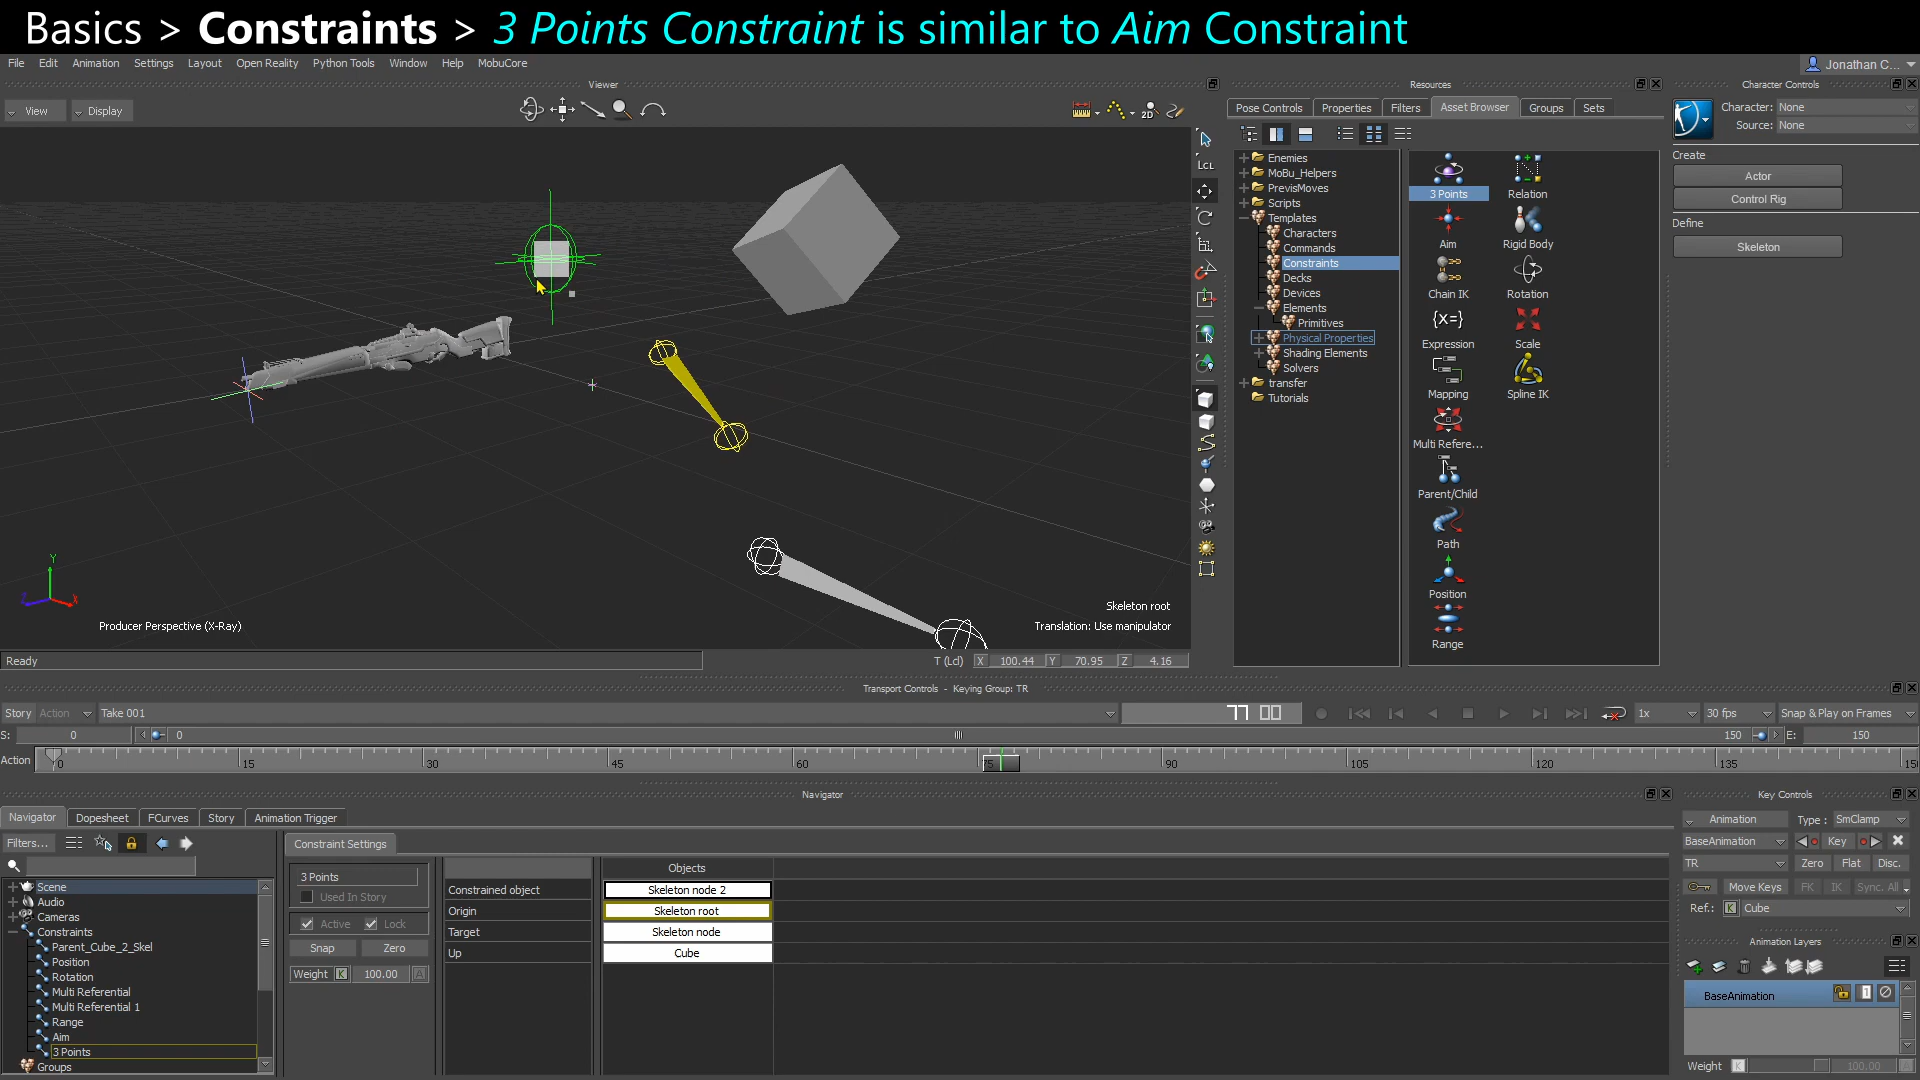 Basics > Constraints > 3 Points Constraint is similar to Aim Constraint
File Edit Animation Settings Layout Open Reality Python Tools Window Help MobuCore
Jonathan C...
Viewer
View Display
2D
LCL
Skeleton root
Translation: Use manipulator
Producer Perspective (X-Ray)
Y
X
Z
Ready
T (Lcl) X 100.44 Y 70.95 Z 4.16
Resources
Pose Controls Properties Filters Asset Browser Groups Sets
Enemies
MoBu_Helpers
PrevisMoves
Scripts
Templates
Characters
Commands
Constraints
Decks
Devices
Elements
Primitives
Physical Properties
Shading Elements
Solvers
transfer
Tutorials
3 Points Relation
Aim Rigid Body
Chain IK Rotation
{x=}
Expression Scale
Mapping Spline IK
Multi Refere...
Parent/Child
Path
Position
Range
Character Controls
Character: None
Source: None
Create
Actor
Control Rig
Define
Skeleton
Transport Controls - Keying Group: TR
Story Action Take 001 77 00 1x 30 fps Snap & Play on Frames
S: 0 0 150 E: 150
Action 0 15 30 45 60 75 90 105 120 135 15
Navigator
Navigator Dopesheet FCurves Story Animation Trigger
Filters...
Scene
Audio
Cameras
Constraints
Parent_Cube_2_Skel
Position
Rotation
Multi Referential
Multi Referential 1
Range
Aim
3 Points
Groups
Constraint Settings
3 Points
Used In Story
Active Lock
Snap Zero
Weight K 100.00 A
Objects
Constrained object Skeleton node 2
Origin Skeleton root
Target Skeleton node
Up Cube
Key Controls
Animation Type : SmClamp
BaseAnimation Key
TR Zero Flat Disc.
Move Keys FK IK Sync. All
Ref.: K Cube
Animation Layers
BaseAnimation 1
Weight K 100.00 A